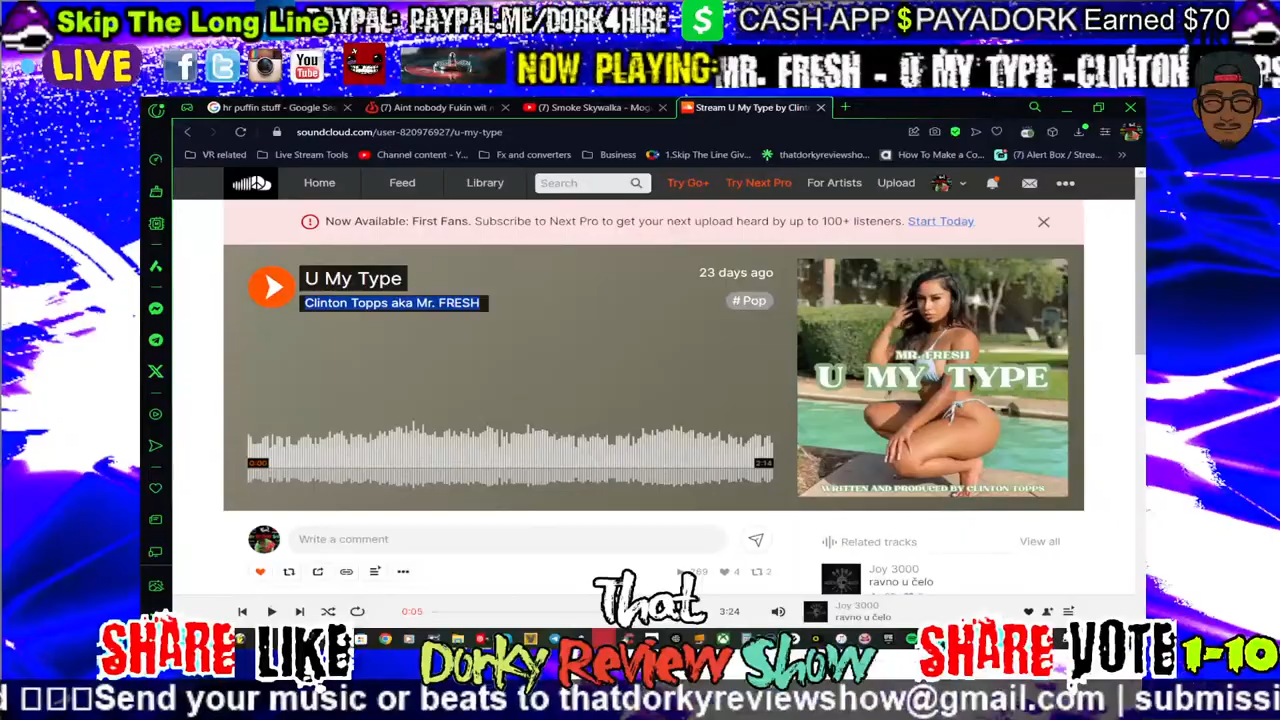 Skip The Long Line
PAYPAL: PAYPAL.ME/DORK4HIRE
$ CASH APP $PAYADORK Earned $70
LIVE
You
Tube
NOW PLAYING:
MR. FRESH - U MY TYPE -CLINTON TOPPS
hr puffin stuff - Google Se
(7) Aint nobody Fukin wit
(7) Smoke Skywalka - Mo
Stream U My Type by Clint
soundcloud.com/user-820976927/u-my-type
VR related
Live Stream Tools
Channel content - Y...
Fx and converters
Business
1.Skip The Line Giv...
thatdorkyreviewsho...
How To Make a Co...
(7) Alert Box / Strea...
Home
Feed
Library
Search
Try Go+
Try Next Pro
For Artists
Upload
Now Available: First Fans. Subscribe to Next Pro to get your next upload heard by up to 100+ listeners. Start Today
U My Type
Clinton Topps aka Mr. FRESH
23 days ago
# Pop
0:00
2:14
MR. FRESH
U MY TYPE
WRITTEN AND PRODUCED BY CLINTON TOPPS
Write a comment
Related tracks
View all
4
2
Joy 3000
ravno u čelo
0:05
3:24
Joy 3000
ravno u čelo
SHARE LIKE
That
Dorky Review Show
SHARE VOTE 1-10
Send your music or beats to thatdorkyreviewshow@gmail.com | submissi